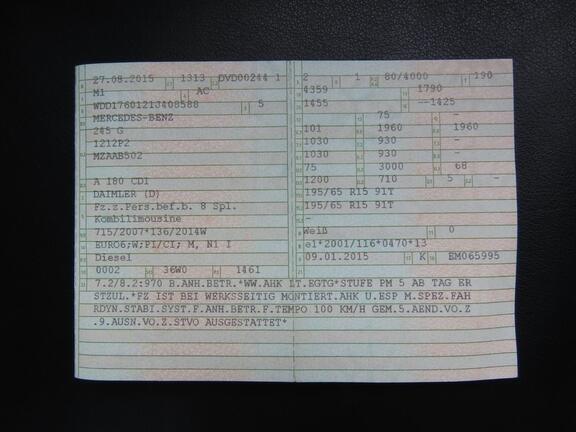 27.08.2015 1313 DVD00244 1
M1 AC
WDD1760121J408588 5
MERCEDES-BENZ
245 G
1212P2
MZAAB502
A 180 CDI
DAIMLER (D)
Fz.z.Pers.bef.b. 8 Spl.
Kombilimousine
715/2007*136/2014W
EURO6;W;PI/CI; M, N1 I
Diesel
0002 36W0 1461
2 1 80/4000 190
4359 1790
1455 --1425
75 -
101 1960 1960
1030 930 -
1030 930 -
75 3000 68
1200 710 5 -
195/65 R15 91T
195/65 R15 91T
-
Weiß 0
e1*2001/116*0470*13
09.01.2015 K EM065995
7.2/8.2:970 B.ANH.BETR.*WW.AHK LT.EGTG*STUFE PM 5 AB TAG ER
STZUL.*FZ IST BEI WERKSSEITIG MONTIERT.AHK U.ESP M.SPEZ.FAH
RDYN.STABI.SYST.F.ANH.BETR.F.TEMPO 100 KM/H GEM.5.AEND.VO.Z
.9.AUSN.VO.Z.STVO AUSGESTATTET*